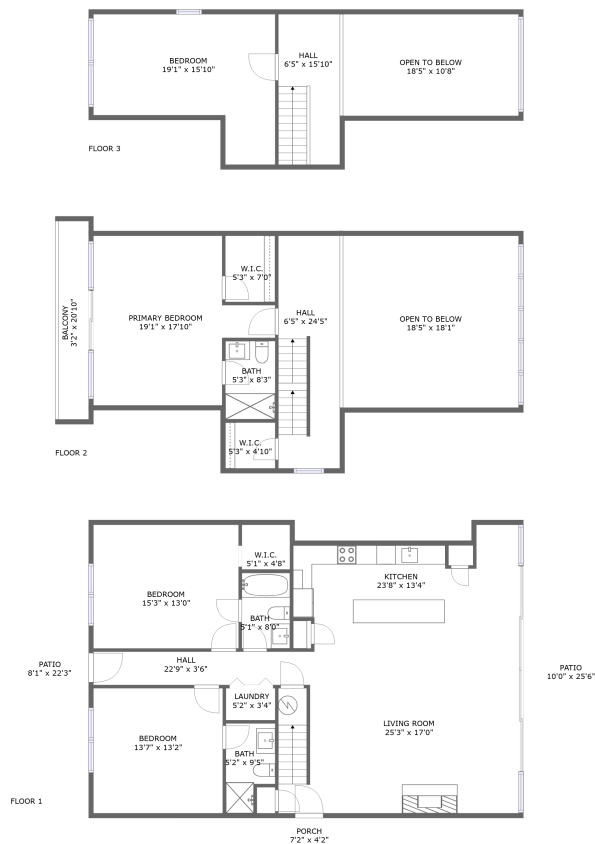 BEDROOM
19'1" x 15'10"
HALL
6'5" x 15'10"
OPEN TO BELOW
18'5" x 10'8"
FLOOR 3
W.I.C.
5'3" x 7'0"
BALCONY
3'2" x 20'10"
PRIMARY BEDROOM
19'1" x 17'10"
HALL
6'5" x 24'5"
OPEN TO BELOW
18'5" x 18'1"
BATH
5'3" x 8'3"
W.I.C.
5'3" x 4'10"
FLOOR 2
W.I.C.
5'1" x 4'8"
KITCHEN
23'8" x 13'4"
BEDROOM
15'3" x 13'0"
BATH
5'1" x 8'0"
PATIO
8'1" x 22'3"
HALL
22'9" x 3'6"
PATIO
10'0" x 25'6"
LAUNDRY
5'2" x 3'4"
LIVING ROOM
25'3" x 17'0"
BEDROOM
13'7" x 13'2"
BATH
5'2" x 9'5"
FLOOR 1
PORCH
7'2" x 4'2"